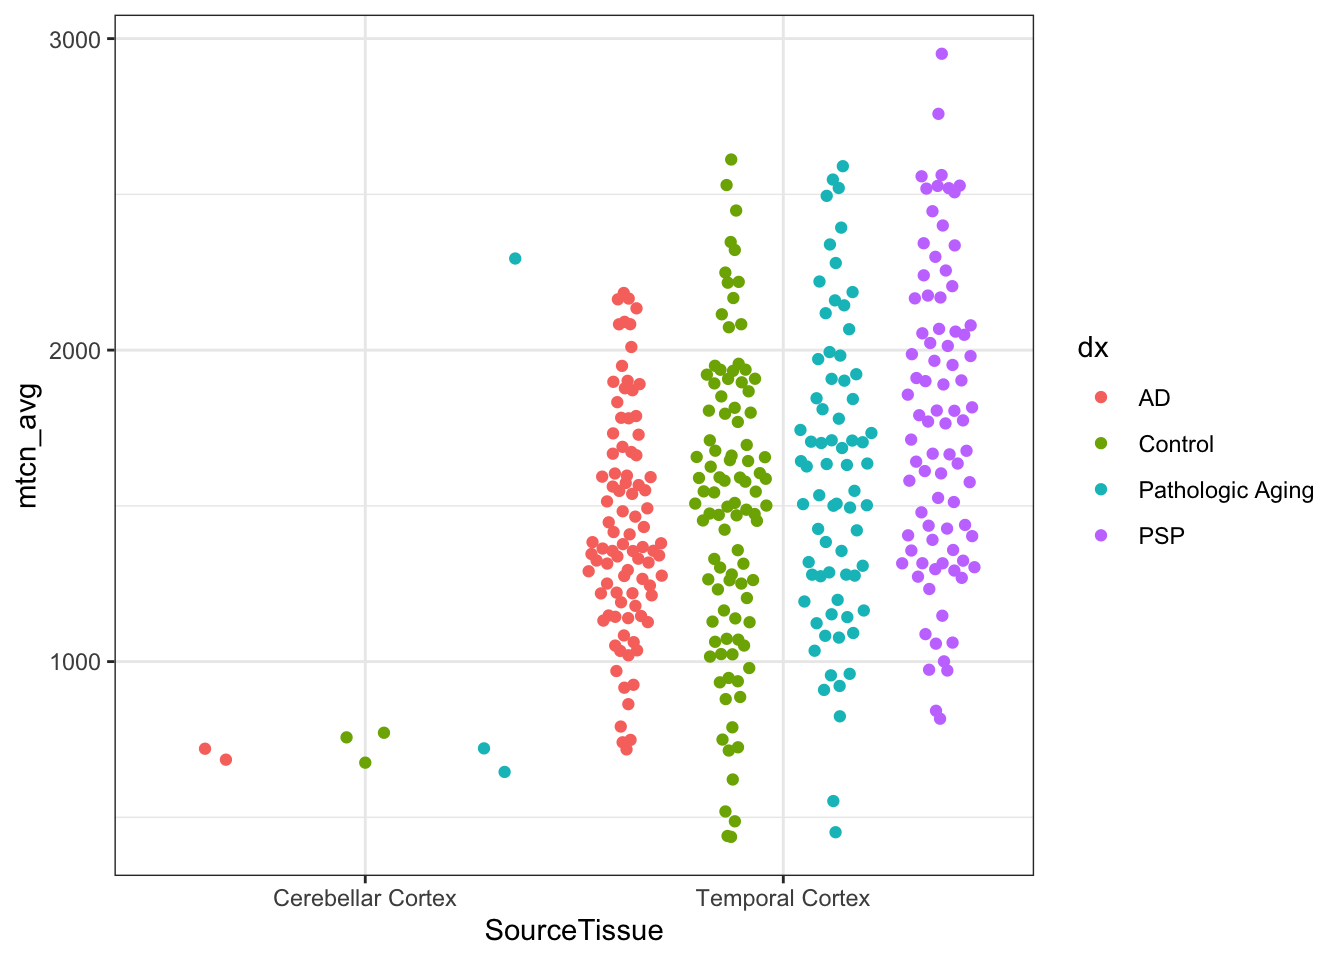 3000
2000
1000
mtcn_avg
Cerebellar Cortex
Temporal Cortex
SourceTissue
dx
AD
Control
Pathologic Aging
PSP